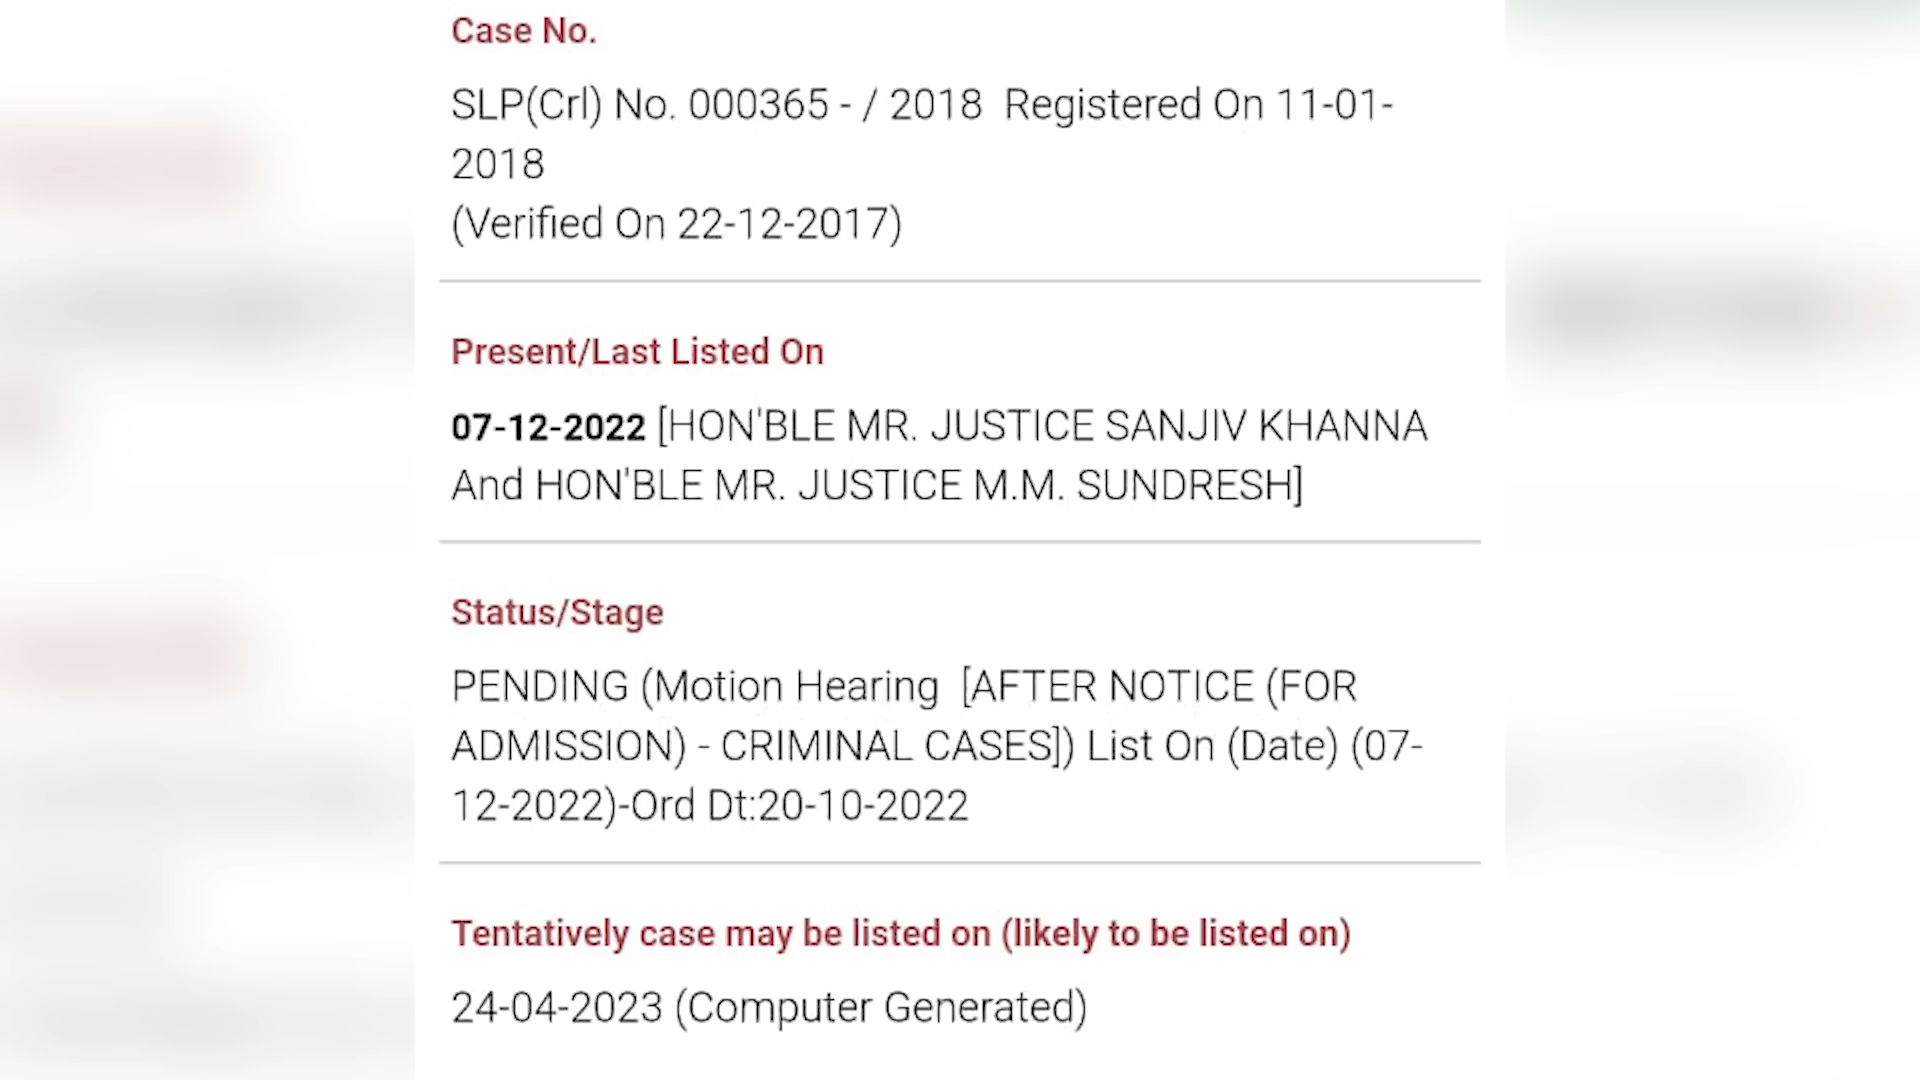 Case No.
SLP(Crl) No. 000365 - / 2018  Registered On 11-01-
2018
(Verified On 22-12-2017)
Present/Last Listed On
07-12-2022 [HON'BLE MR. JUSTICE SANJIV KHANNA
And HON'BLE MR. JUSTICE M.M. SUNDRESH]
Status/Stage
PENDING (Motion Hearing  [AFTER NOTICE (FOR
ADMISSION) - CRIMINAL CASES]) List On (Date) (07-
12-2022)-Ord Dt:20-10-2022
Tentatively case may be listed on (likely to be listed on)
24-04-2023 (Computer Generated)